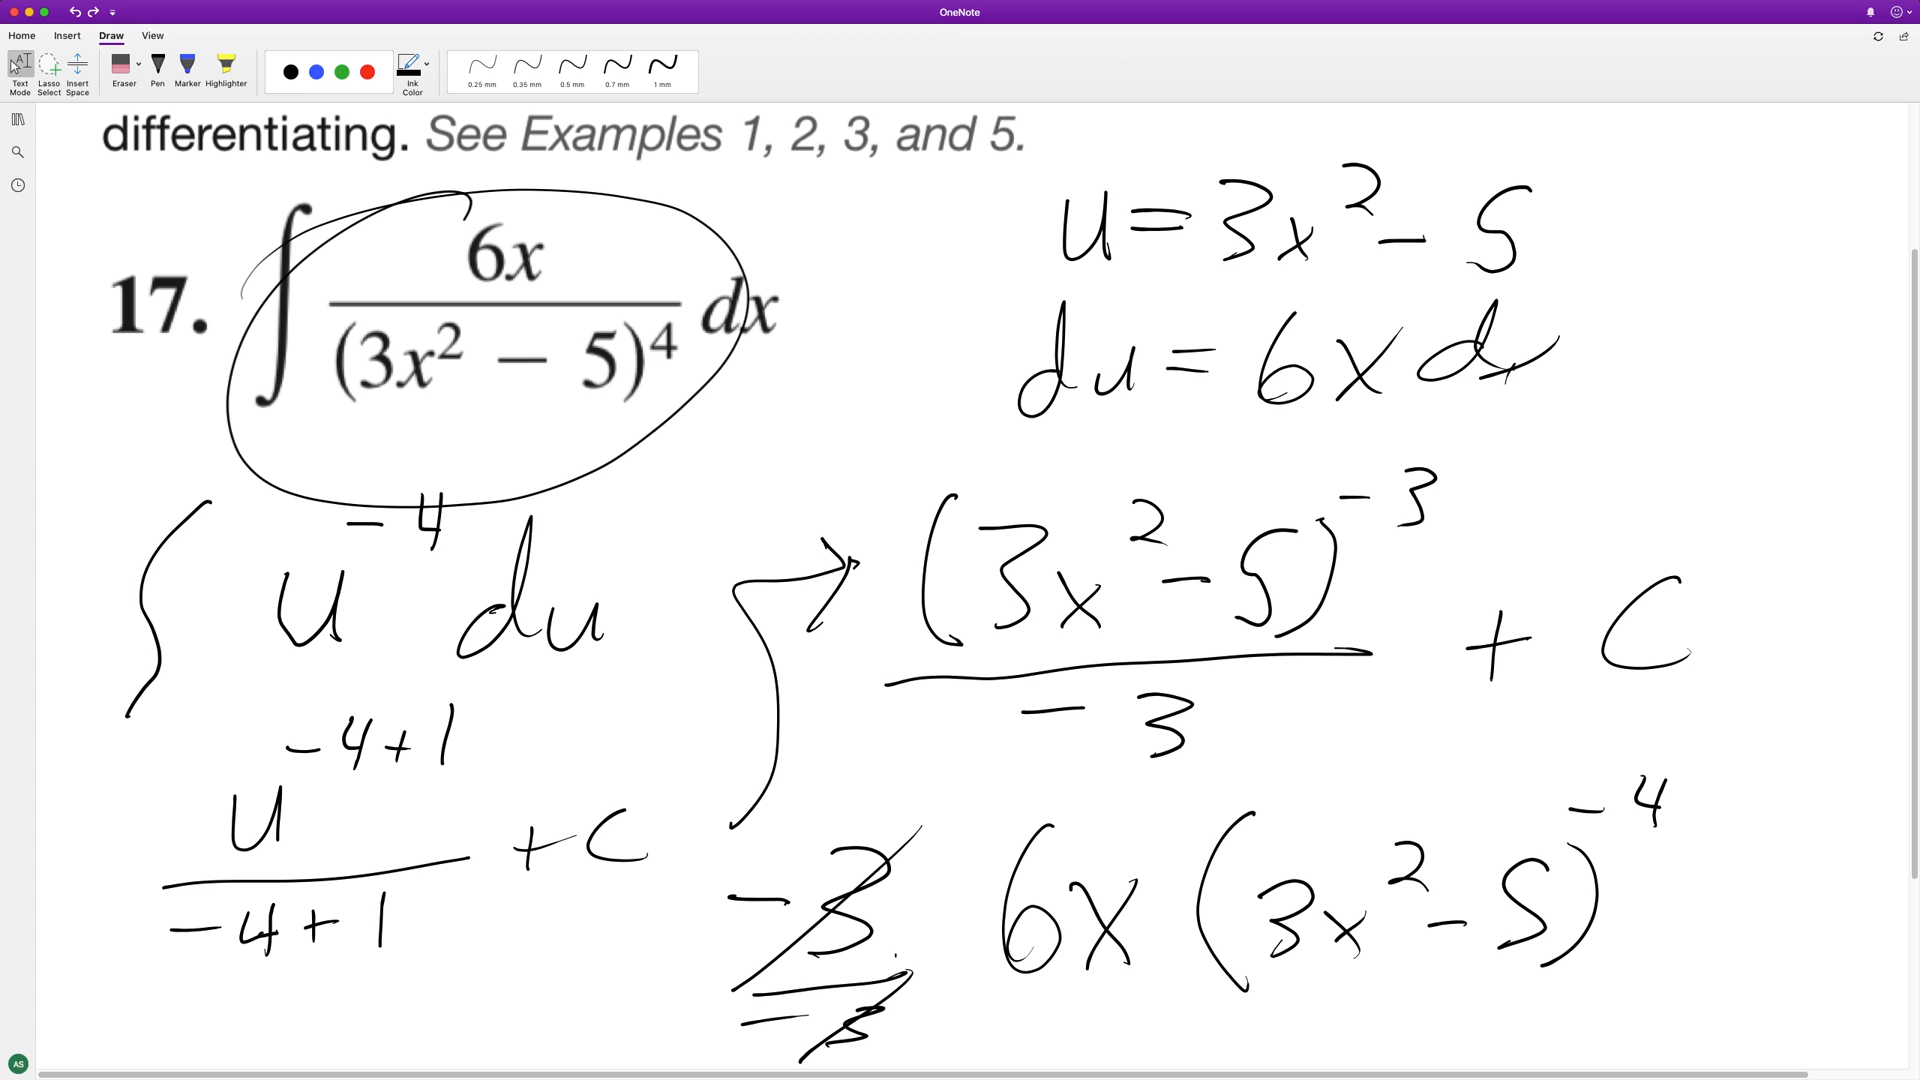 OneNote
Home Insert Draw View
Text Mode
Lasso Select
Insert Space
Eraser
Pen
Marker
Highlighter
Ink Color
0.25 mm
0.35 mm
0.5 mm
0.7 mm
1 mm
differentiating. See Examples 1, 2, 3, and 5.
17. ∫ 6x / (3x² − 5)⁴ dx
u = 3x² - 5
du = 6x dx
∫ u⁻⁴ du
u⁻⁴⁺¹ / -4+1 + C
(3x² - 5)⁻³ / -3 + C
-3 / -3 6x (3x² - 5)⁻⁴
AS